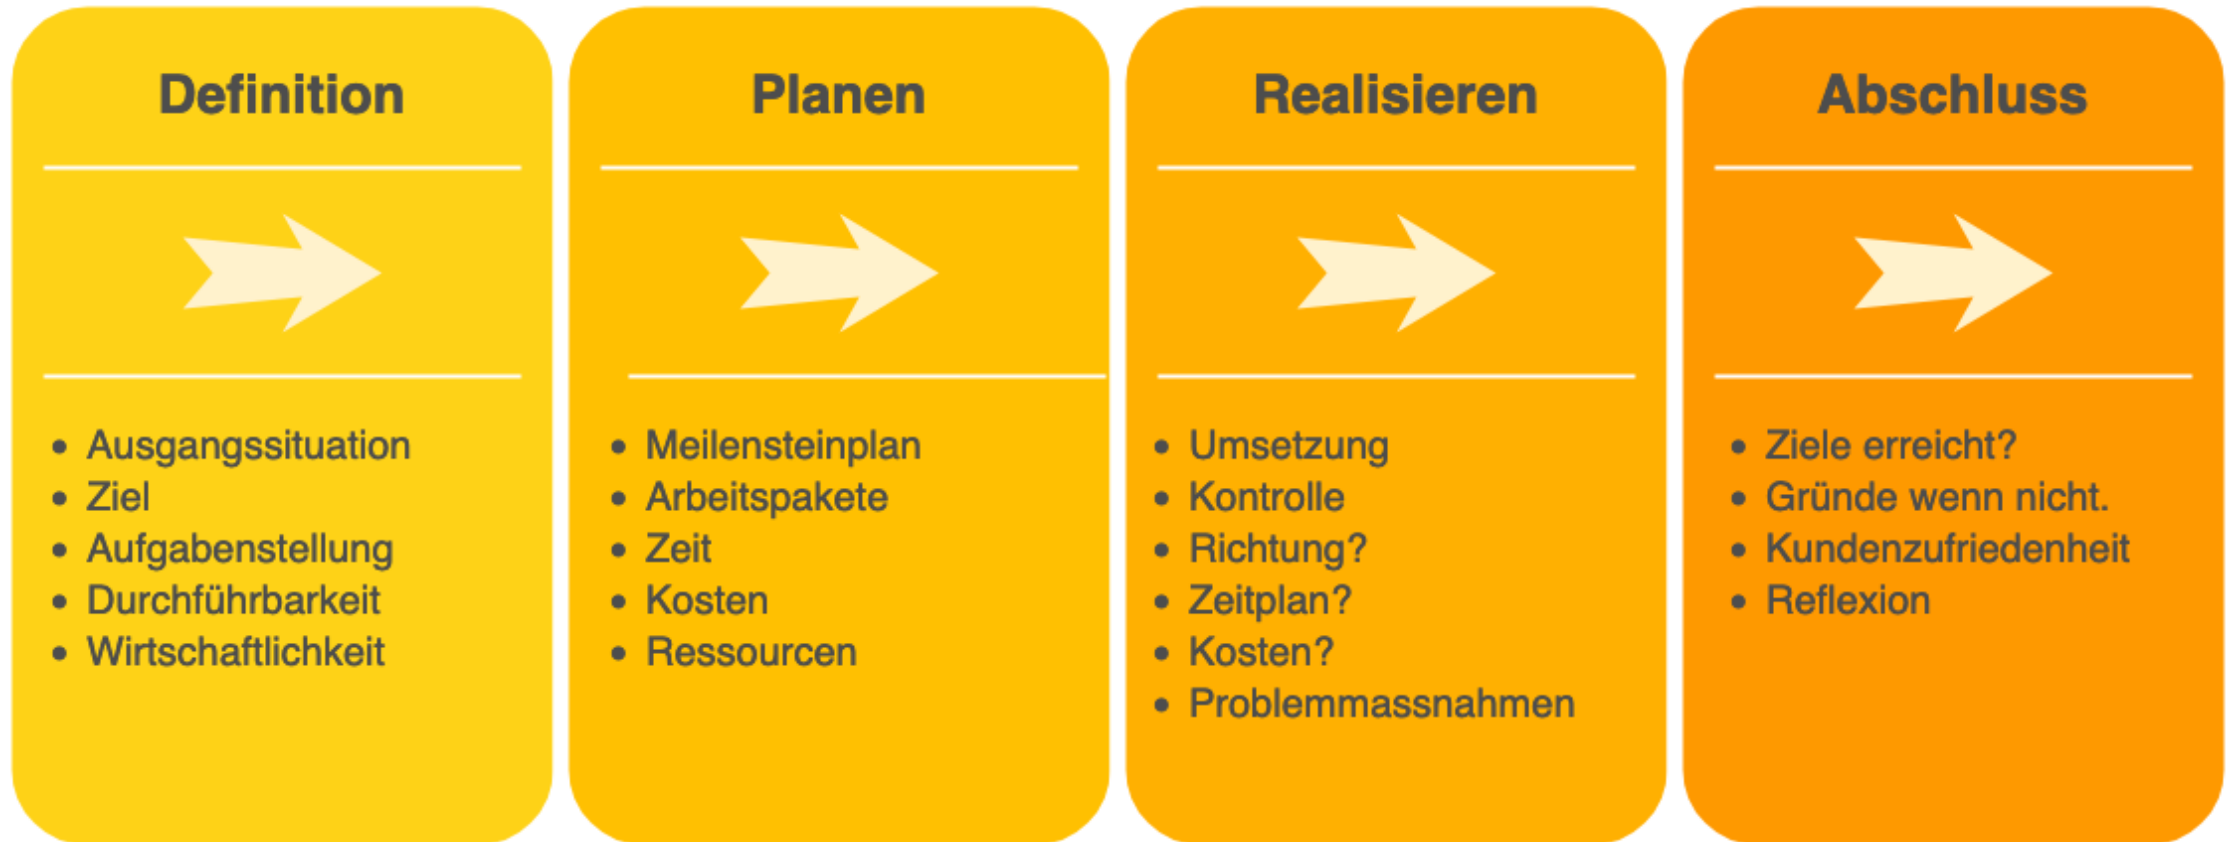 Definition
• Ausgangssituation
• Ziel
• Aufgabenstellung
• Durchführbarkeit
• Wirtschaftlichkeit
Planen
• Meilensteinplan
• Arbeitspakete
• Zeit
• Kosten
• Ressourcen
Realisieren
• Umsetzung
• Kontrolle
• Richtung?
• Zeitplan?
• Kosten?
• Problemmassnahmen
Abschluss
• Ziele erreicht?
• Gründe wenn nicht.
• Kundenzufriedenheit
• Reflexion